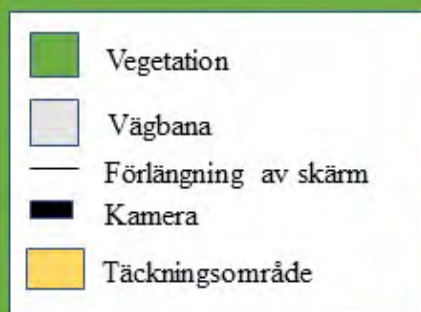 Vegetation
Vägbana
Förlängning av skärm
Kamera
Täckningsområde